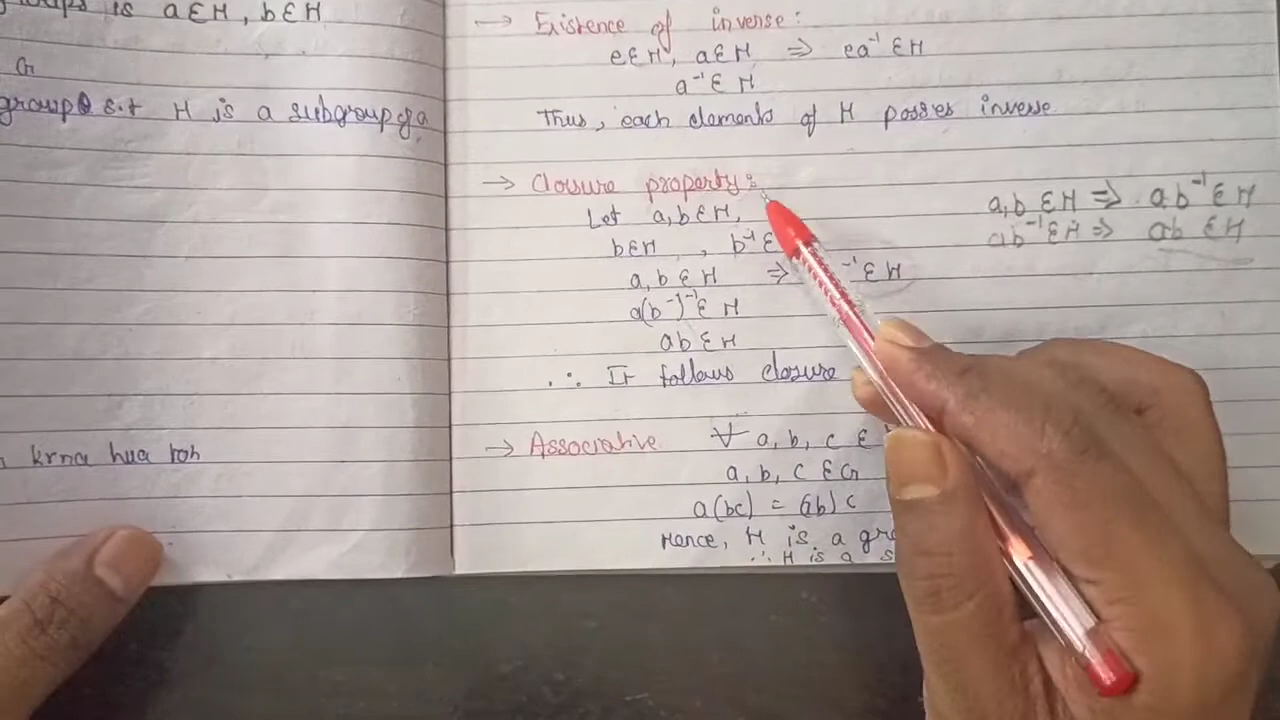 is a ε H, b ε H
G
group s.t H is a subgroup of a
krna hua toh
→ Existence of inverse:
e ε H, a ε H ⇒ ea⁻¹ ε H
a⁻¹ ε H
Thus, each elements of H posses inverse
→ Closure property:
Let a, b ε H,
b ε H , b⁻¹ ε
a, b ε H ⇒ ⁻¹ ε H
a(b⁻)⁻¹ ε H
ab ε H
∴ It follows closure
a, b ε H ⇒ ab⁻¹ ε H
ab⁻¹ ε H ⇒ ab ε H
→ Associative ∀ a, b, c ε
a, b, c ε G
a(bc) = (ab)c
Hence, H is a
∴ H is a